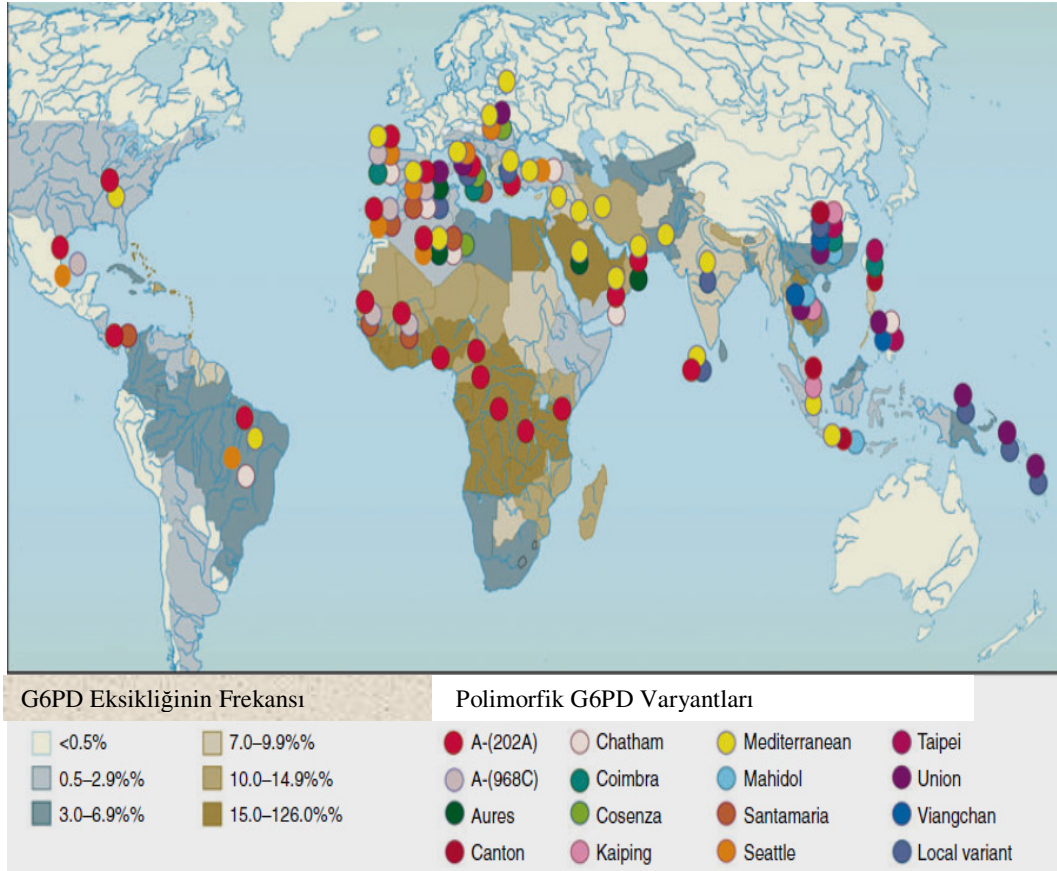 G6PD Eksikliğinin Frekansı
Polimorfik G6PD Varyantları
<0.5%
0.5–2.9%%
3.0–6.9%%
7.0–9.9%%
10.0–14.9%%
15.0–126.0%%
A-(202A)
A-(968C)
Aures
Canton
Chatham
Coimbra
Cosenza
Kaiping
Mediterranean
Mahidol
Santamaria
Seattle
Taipei
Union
Viangchan
Local variant